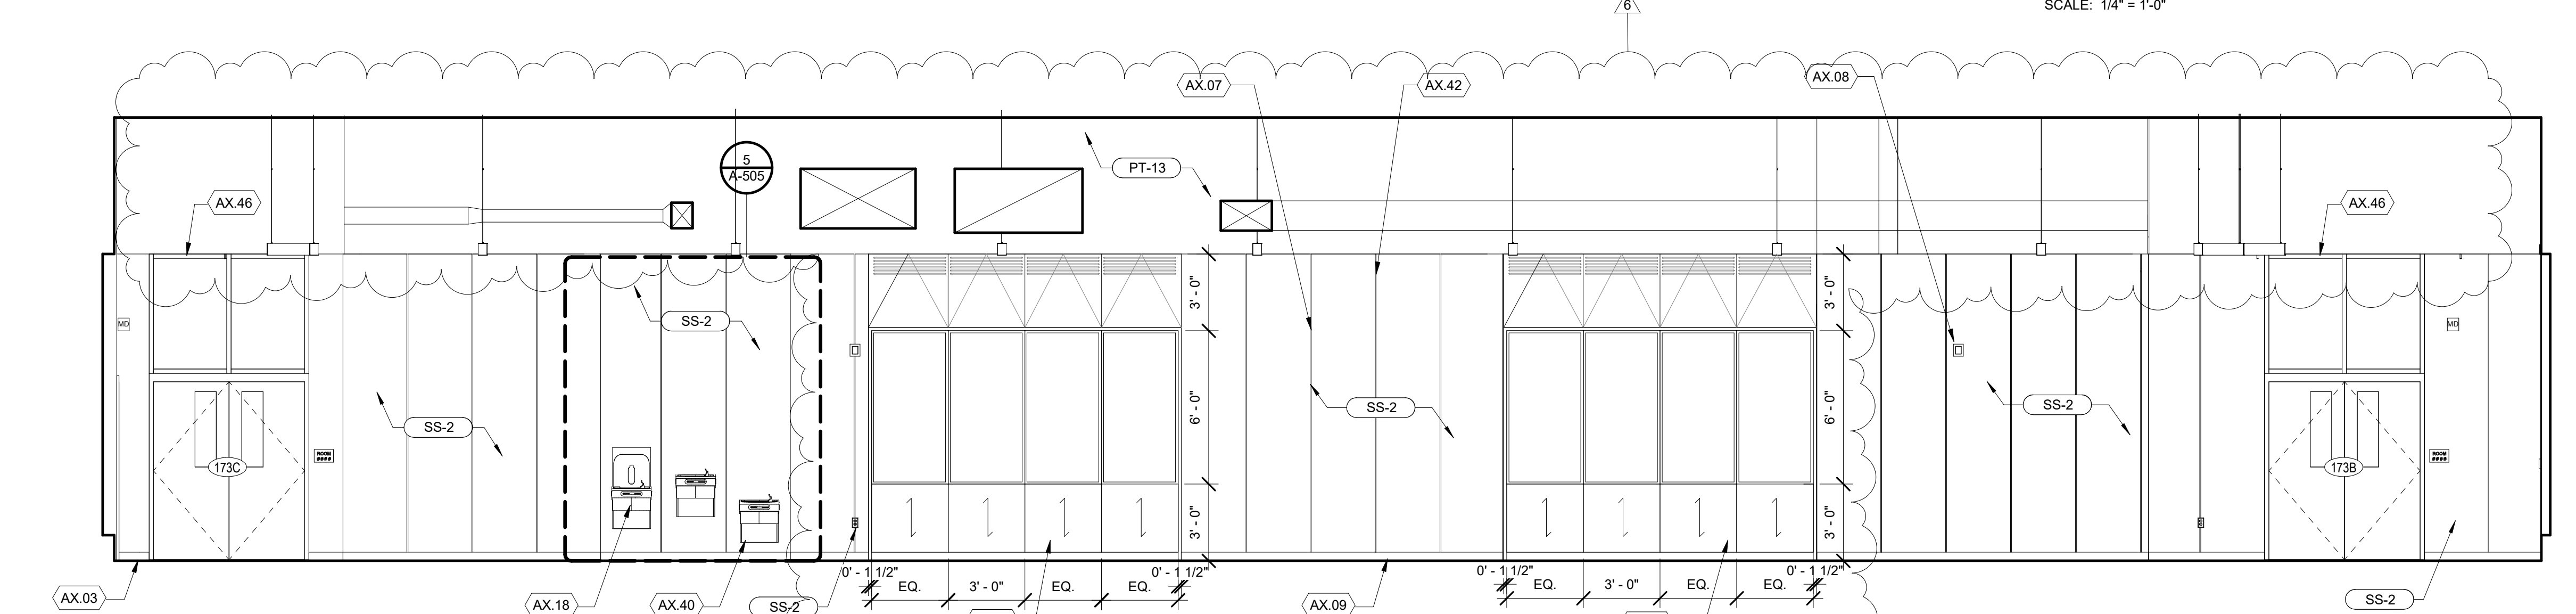 6
SCALE: 1/4" = 1'-0"
AX.07
AX.42
AX.08
5
A-505
PT-13
AX.46
AX.46
3' - 0"
3' - 0"
MD
SS-2
MD
SS-2
SS-2
SS-2
6' - 0"
6' - 0"
ROOM
####
173C
ROOM
####
173B
3' - 0"
3' - 0"
0' - 1 1/2"
0' - 1 1/2"
0' - 1 1/2"
0' - 1 1/2"
EQ.
3' - 0"
EQ.
EQ.
EQ.
3' - 0"
EQ.
EQ.
AX.03
AX.18
AX.40
SS-2
AX.09
SS-2